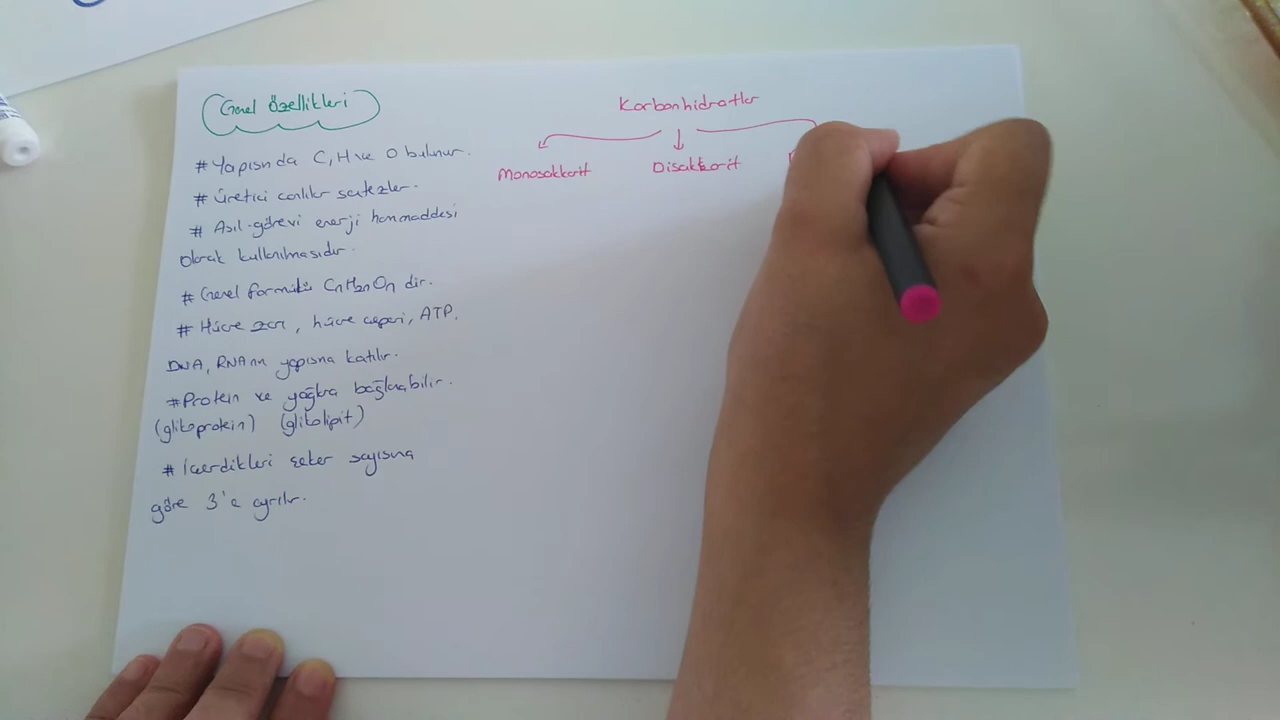 Genel Özellikleri
# Yapısında C, H ve O bulunur.
# Üretici canlılar sentezler.
# Asıl görevi enerji hammaddesi
olarak kullanılmasıdır.
# Genel formülü CnH2nOn dir.
# Hücre zarı, hücre çeperi, ATP,
DNA, RNA nın yapısına katılır.
# Protein ve yağlara bağlanabilir.
(glikoprotein) (glikolipit)
# İçerdikleri şeker sayısına
göre 3'e ayrılır.
Karbonhidratlar
Monosakkarit Disakkarit